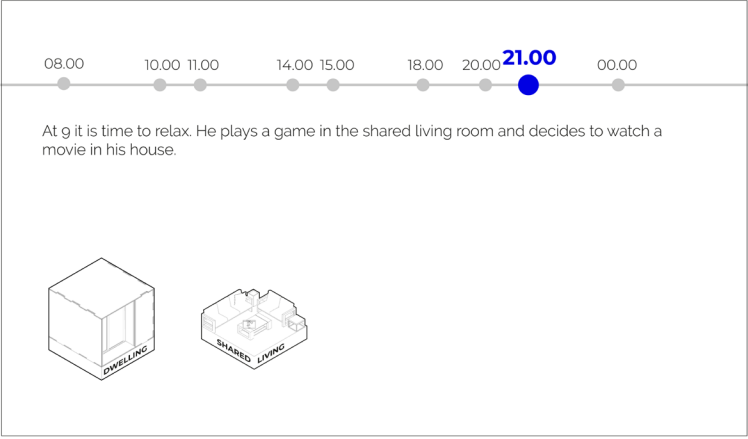 08.00 10.00 11.00 14.00 15.00 18.00 20.00 21.00 00.00
At 9 it is time to relax. He plays a game in the shared living room and decides to watch a
movie in his house.
DWELLING
SHARED LIVING